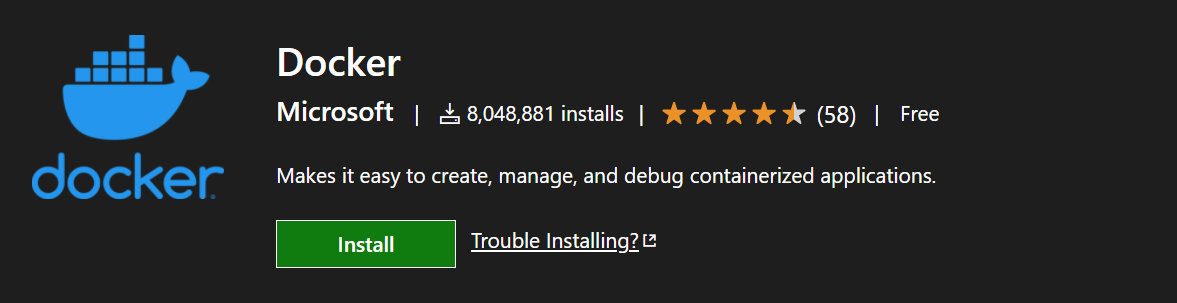 Docker
Microsoft | 8,048,881 installs | (58) | Free
docker
Makes it easy to create, manage, and debug containerized applications.
Install Trouble Installing?